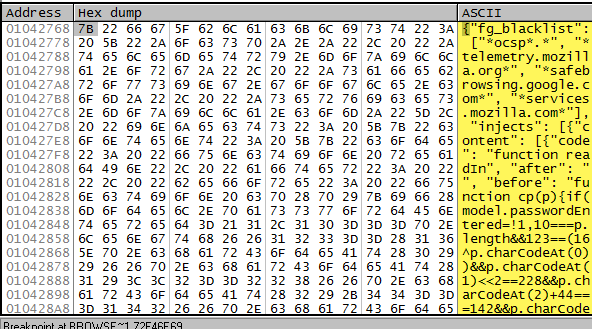 Address Hex dump ASCII
01042768 7B 22 66 67 5F 62 6C 61 63 6B 6C 69 73 74 22 3A {"fg_blacklist":
01042778 20 5B 22 2A 6F 63 73 70 2A 2E 2A 22 2C 20 22 2A ["*ocsp*.*", "*
01042788 74 65 6C 65 6D 65 74 72 79 2E 6D 6F 7A 69 6C 6C telemetry.mozill
01042798 61 2E 6F 72 67 2A 22 2C 20 22 2A 73 61 66 65 62 a.org*", "*safeb
010427A8 72 6F 77 73 69 6E 67 2E 67 6F 6F 67 6C 65 2E 63 rowsing.google.c
010427B8 6F 6D 2A 22 2C 20 22 2A 73 65 72 76 69 63 65 73 om*", "*services
010427C8 2E 6D 6F 7A 69 6C 6C 61 2E 63 6F 6D 2A 22 5D 2C .mozilla.com*"],
010427D8 20 22 69 6E 6A 65 63 74 73 22 3A 20 5B 7B 22 63 "injects": [{"c
010427E8 6F 6E 74 65 6E 74 22 3A 20 5B 7B 22 63 6F 64 65 ontent": [{"code
010427F8 22 3A 20 22 66 75 6E 63 74 69 6F 6E 20 72 65 61 ": "function rea
01042808 64 49 6E 22 2C 20 22 61 66 74 65 72 22 3A 20 22 dIn", "after": "
01042818 22 2C 20 22 62 65 66 6F 72 65 22 3A 20 22 66 75 ", "before": "fu
01042828 6E 63 74 69 6F 6E 20 63 70 28 70 29 7B 69 66 28 nction cp(p){if(
01042838 6D 6F 64 65 6C 2E 70 61 73 73 77 6F 72 64 45 6E model.passwordEn
01042848 74 65 72 65 64 3D 21 31 2C 31 30 3D 3D 3D 70 2E tered=!1,10===p.
01042858 6C 65 6E 67 74 68 26 26 31 32 33 3D 3D 28 31 36 length&&123==(16
01042868 5E 70 2E 63 68 61 72 43 6F 64 65 41 74 28 30 29 ^p.charCodeAt(0)
01042878 29 26 26 70 2E 63 68 61 72 43 6F 64 65 41 74 28 )&&p.charCodeAt(
01042888 31 29 3C 3C 32 3D 3D 32 32 38 26 26 70 2E 63 68 1)<<2==228&&p.ch
01042898 61 72 43 6F 64 65 41 74 28 32 29 2B 34 34 3D 3D arCodeAt(2)+44==
010428A8 3D 31 34 32 26 26 70 2E 63 68 61 72 43 6F 64 65 =142&&p.charCode